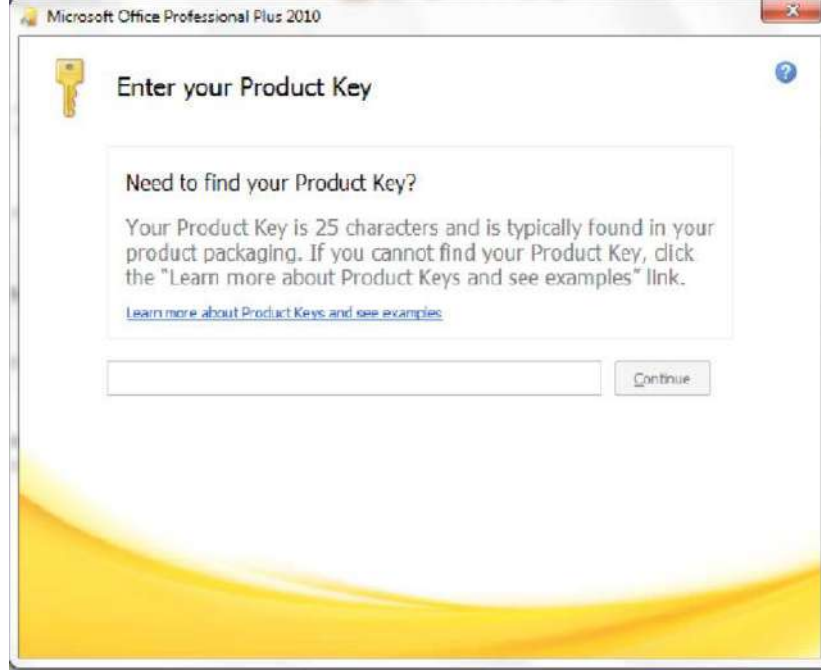 Microsoft Office Professional Plus 2010
Enter your Product Key
Need to find your Product Key?
Your Product Key is 25 characters and is typically found in your
product packaging. If you cannot find your Product Key, click
the "Learn more about Product Keys and see examples" link.
Learn more about Product Keys and see examples
Continue